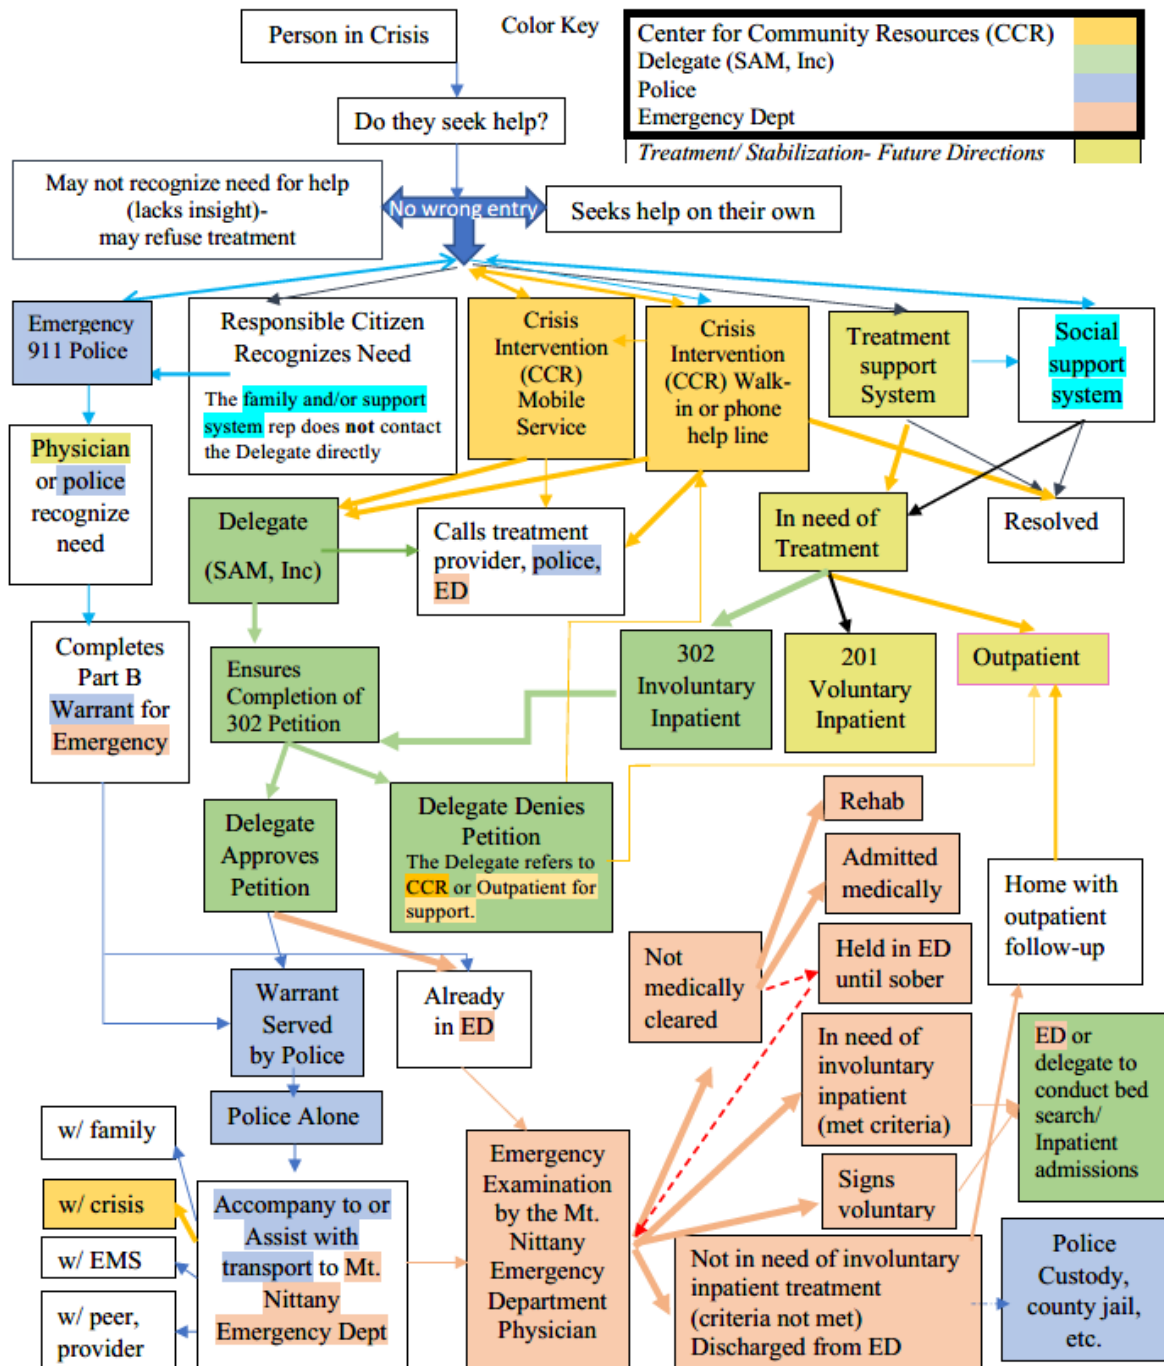 Person in Crisis
Color Key
Center for Community Resources (CCR)
Delegate (SAM, Inc)
Police
Emergency Dept
Treatment/ Stabilization- Future Directions
Do they seek help?
May not recognize need for help
(lacks insight)-
may refuse treatment
No wrong entry
Seeks help on their own
Emergency
911 Police
Responsible Citizen
Recognizes Need
The family and/or support
system rep does not contact
the Delegate directly
Crisis
Intervention
(CCR)
Mobile
Service
Crisis
Intervention
(CCR) Walk-
in or phone
help line
Treatment
support
System
Social
support
system
Physician
or police
recognize
need
Delegate
(SAM, Inc)
Calls treatment
provider, police,
ED
In need of
Treatment
Resolved
Completes
Part B
Warrant for
Emergency
Ensures
Completion of
302 Petition
302
Involuntary
Inpatient
201
Voluntary
Inpatient
Outpatient
Delegate
Approves
Petition
Delegate Denies
Petition
The Delegate refers to
CCR or Outpatient for
support.
Rehab
Admitted
medically
Home with
outpatient
follow-up
Not
medically
cleared
Held in ED
until sober
Warrant
Served
by Police
Already
in ED
In need of
involuntary
inpatient
(met criteria)
ED or
delegate to
conduct bed
search/
Inpatient
admissions
Police Alone
w/ family
w/ crisis
w/ EMS
w/ peer,
provider
Accompany to or
Assist with
transport to Mt.
Nittany
Emergency Dept
Emergency
Examination
by the Mt.
Nittany
Emergency
Department
Physician
Signs
voluntary
Not in need of involuntary
inpatient treatment
(criteria not met)
Discharged from ED
Police
Custody,
county jail,
etc.